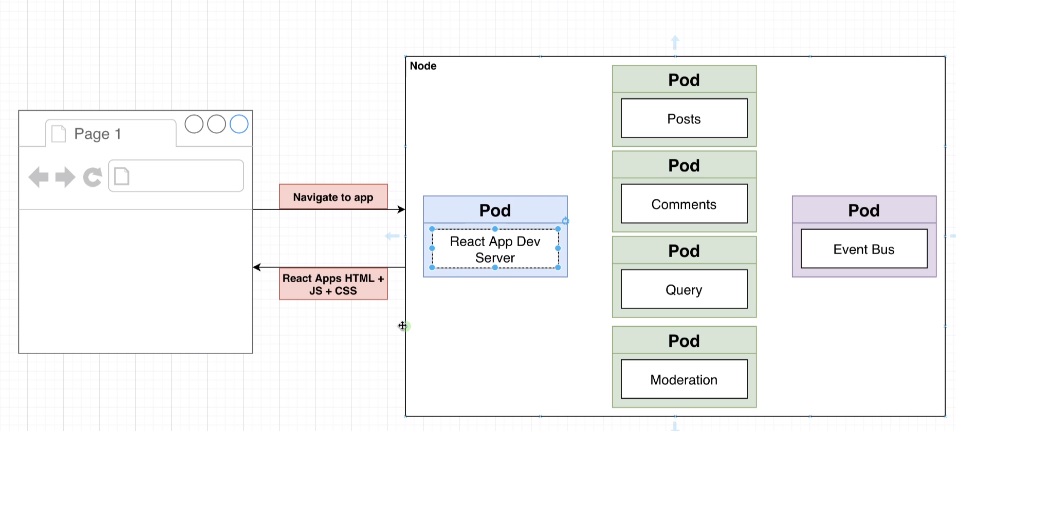 Page 1
Navigate to app
React Apps HTML +
JS + CSS
Node
Pod
React App Dev
Server
Pod
Posts
Pod
Comments
Pod
Query
Pod
Moderation
Pod
Event Bus